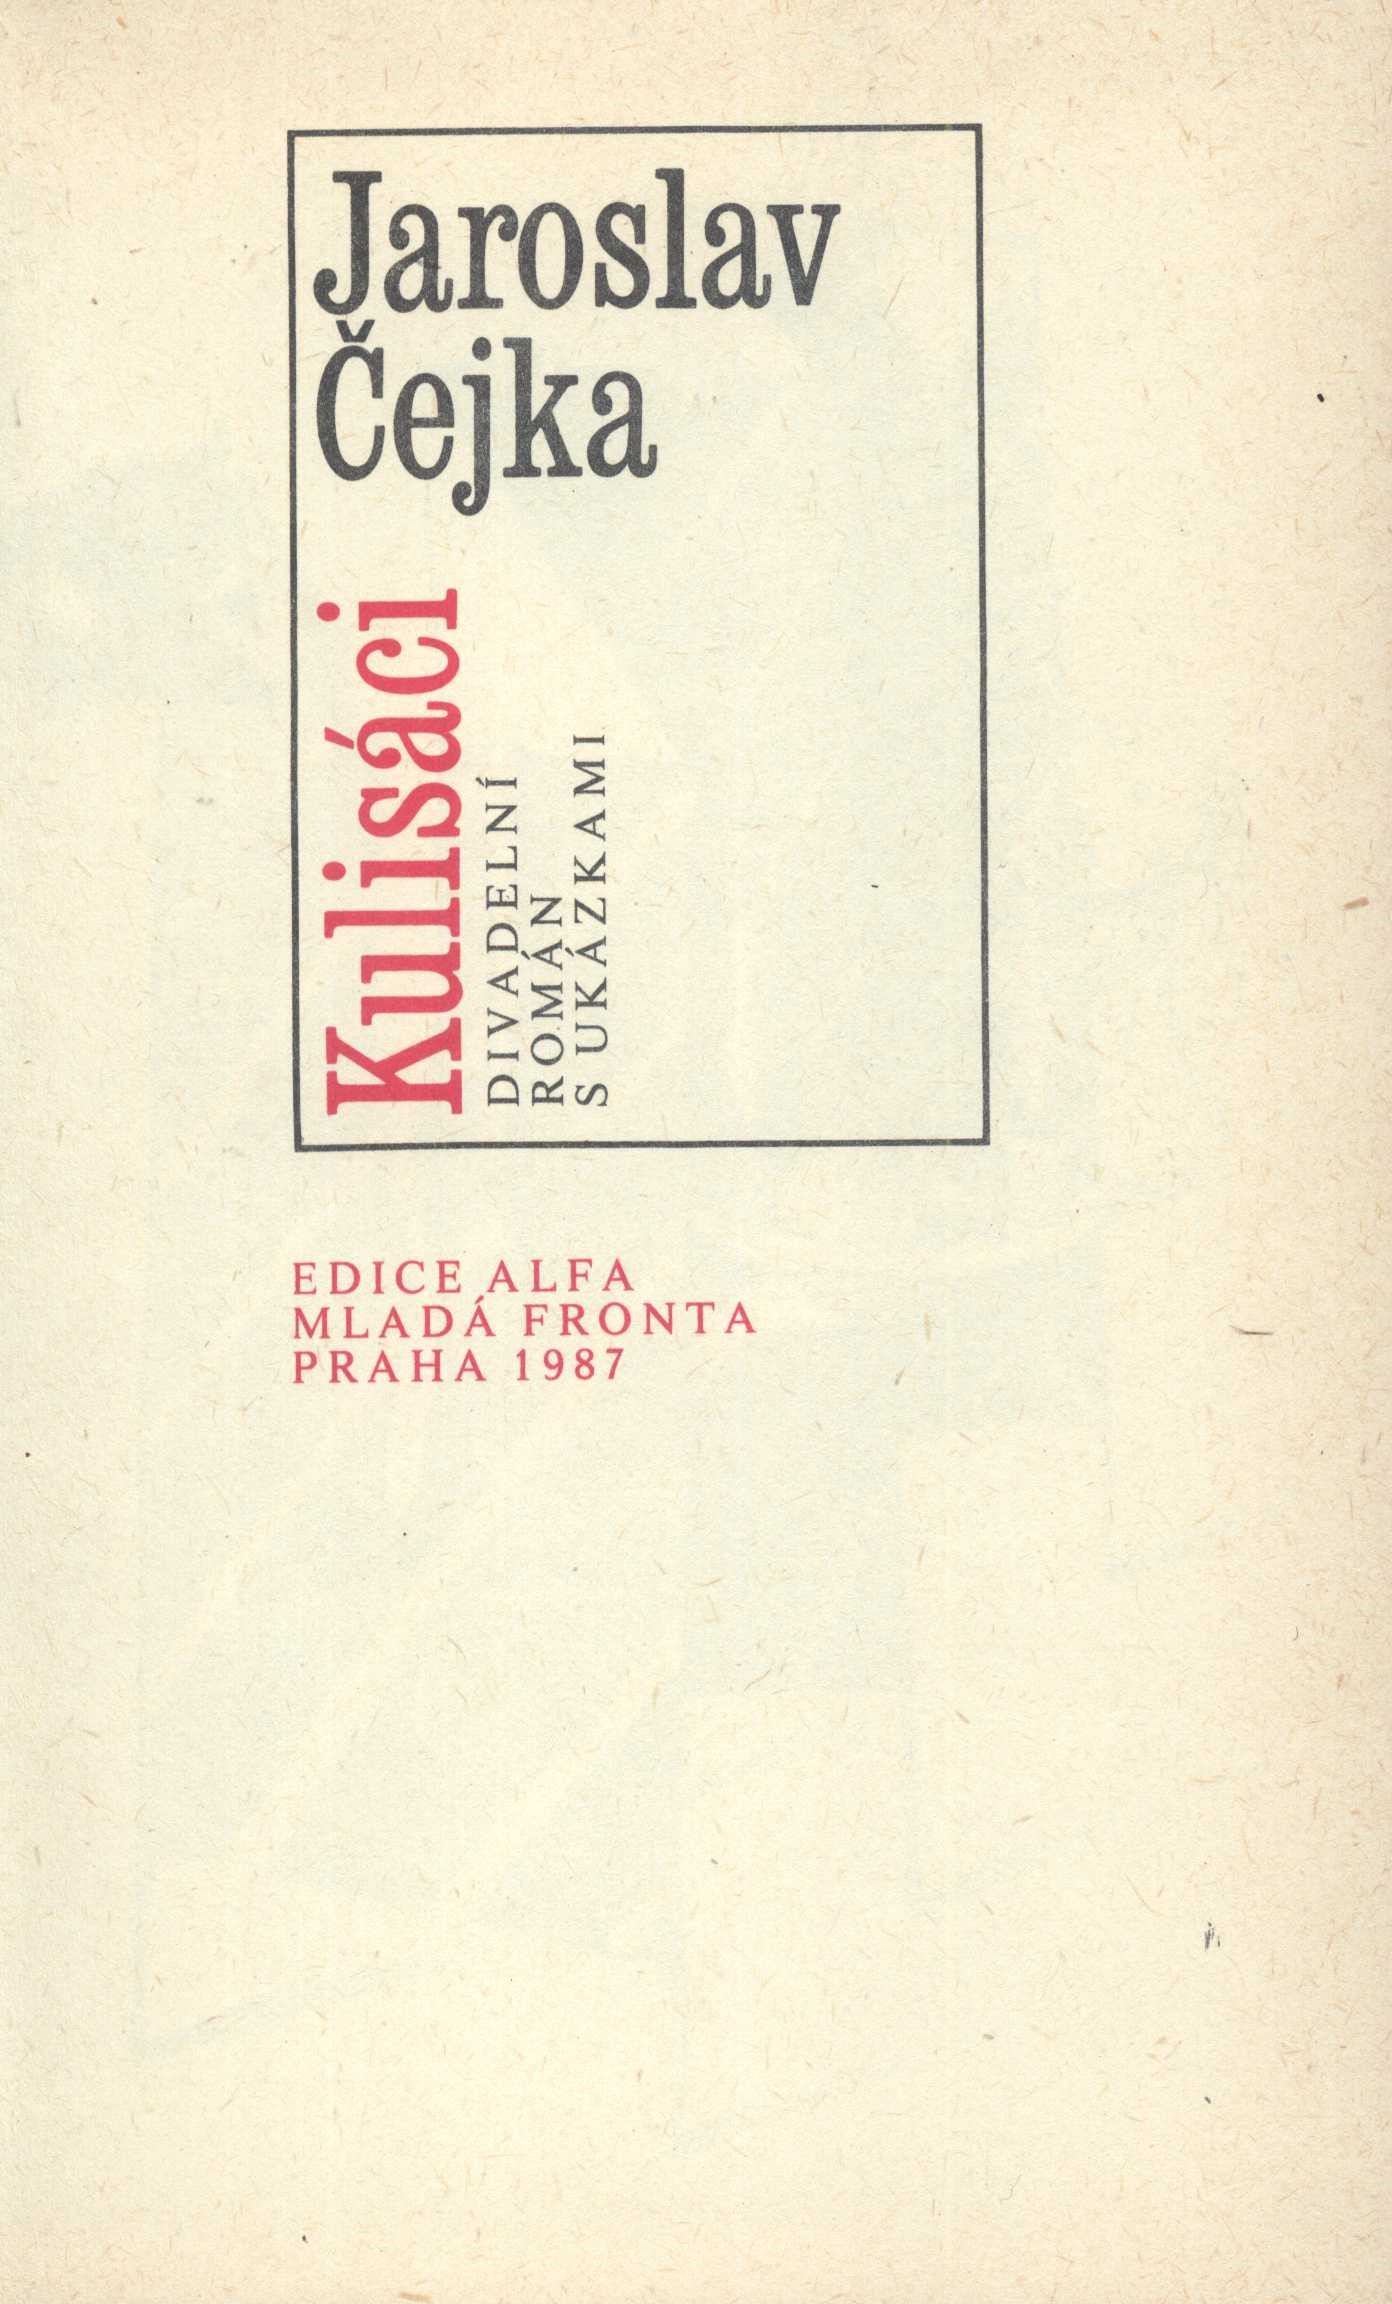 Jaroslav
Čejka
Kulisáci
DIVADELNÍ
ROMÁN
S UKÁZKAMI
EDICE ALFA
MLADÁ FRONTA
PRAHA 1987